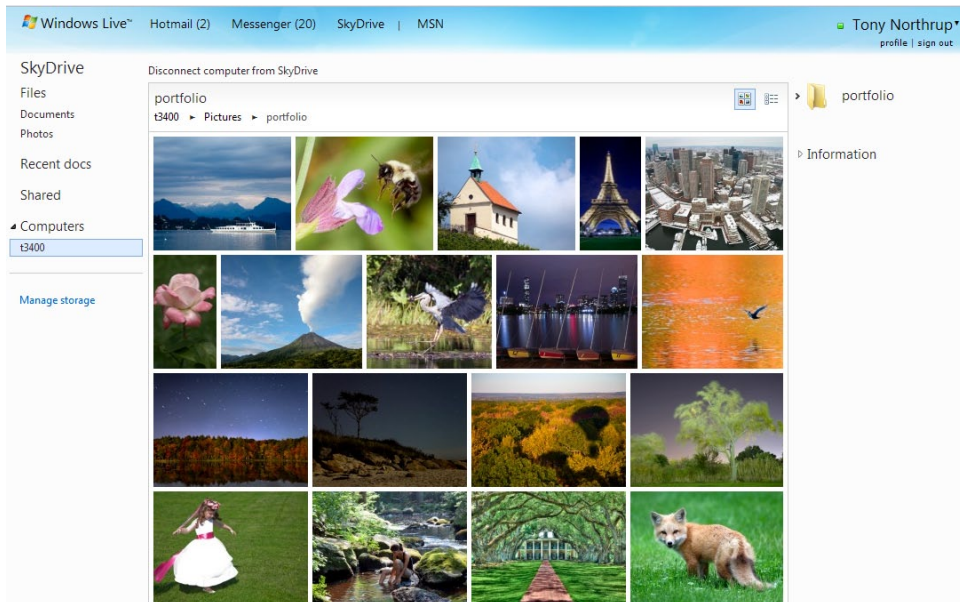 Windows Live™ Hotmail (2) Messenger (20) SkyDrive | MSN Tony Northrup
profile | sign out
SkyDrive
Files
Documents
Photos
Recent docs
Shared
Computers
t3400
Manage storage
Disconnect computer from SkyDrive
portfolio
t3400 ► Pictures ► portfolio
portfolio
Information